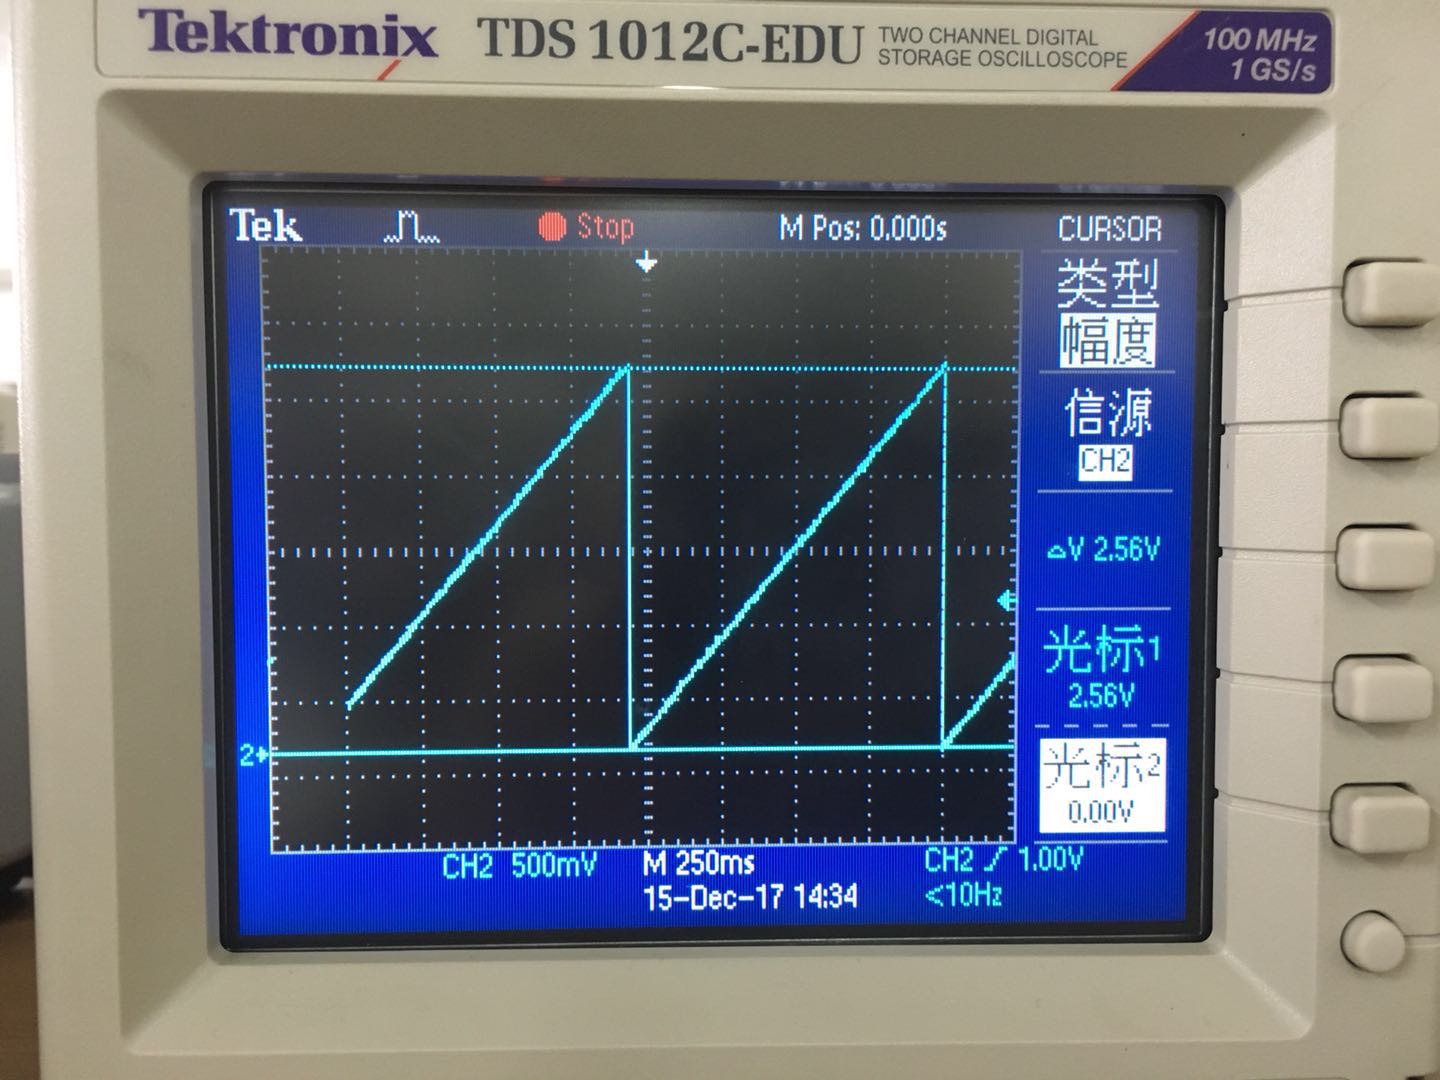 Tektronix TDS 1012C-EDU TWO CHANNEL DIGITAL STORAGE OSCILLOSCOPE
100 MHz
1 GS/s
Tek Stop M Pos: 0.000s CURSOR
类型
幅度
信源
CH2
△V 2.56V
光标1
2.56V
2
光标2
0.00V
CH2 500mV M 250ms CH2 1.00V
15-Dec-17 14:34 <10Hz